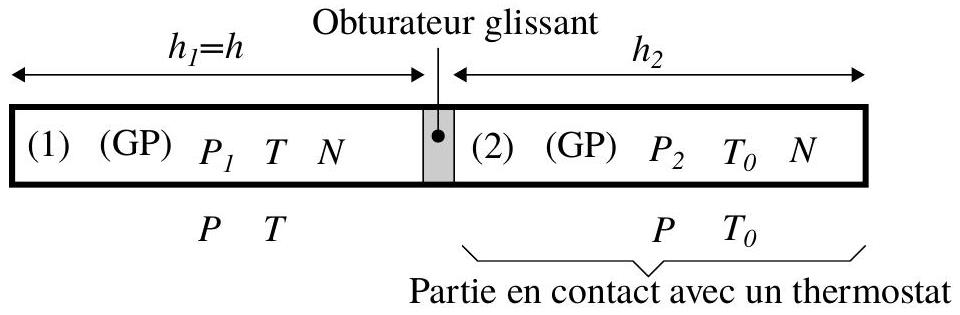 Obturateur glissant
h₁=h h₂
(1) (GP) P₁ T N (2) (GP) P₂ T₀ N
P T P T₀
Partie en contact avec un thermostat